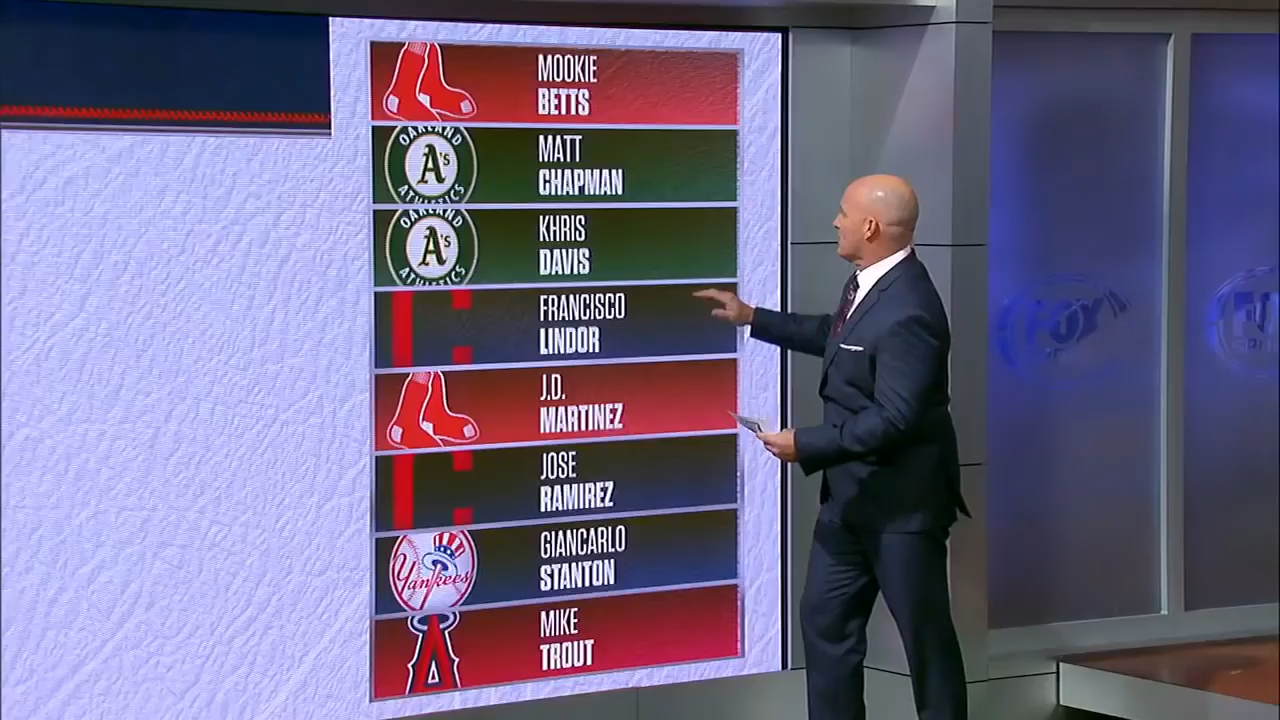 MOOKIE
BETTS
OAKLAND
A's
ATHLETICS
MATT
CHAPMAN
OAKLAND
A's
ATHLETICS
KHRIS
DAVIS
FRANCISCO
LINDOR
J.D.
MARTINEZ
JOSE
RAMIREZ
Yankees
GIANCARLO
STANTON
A
MIKE
TROUT
FOX